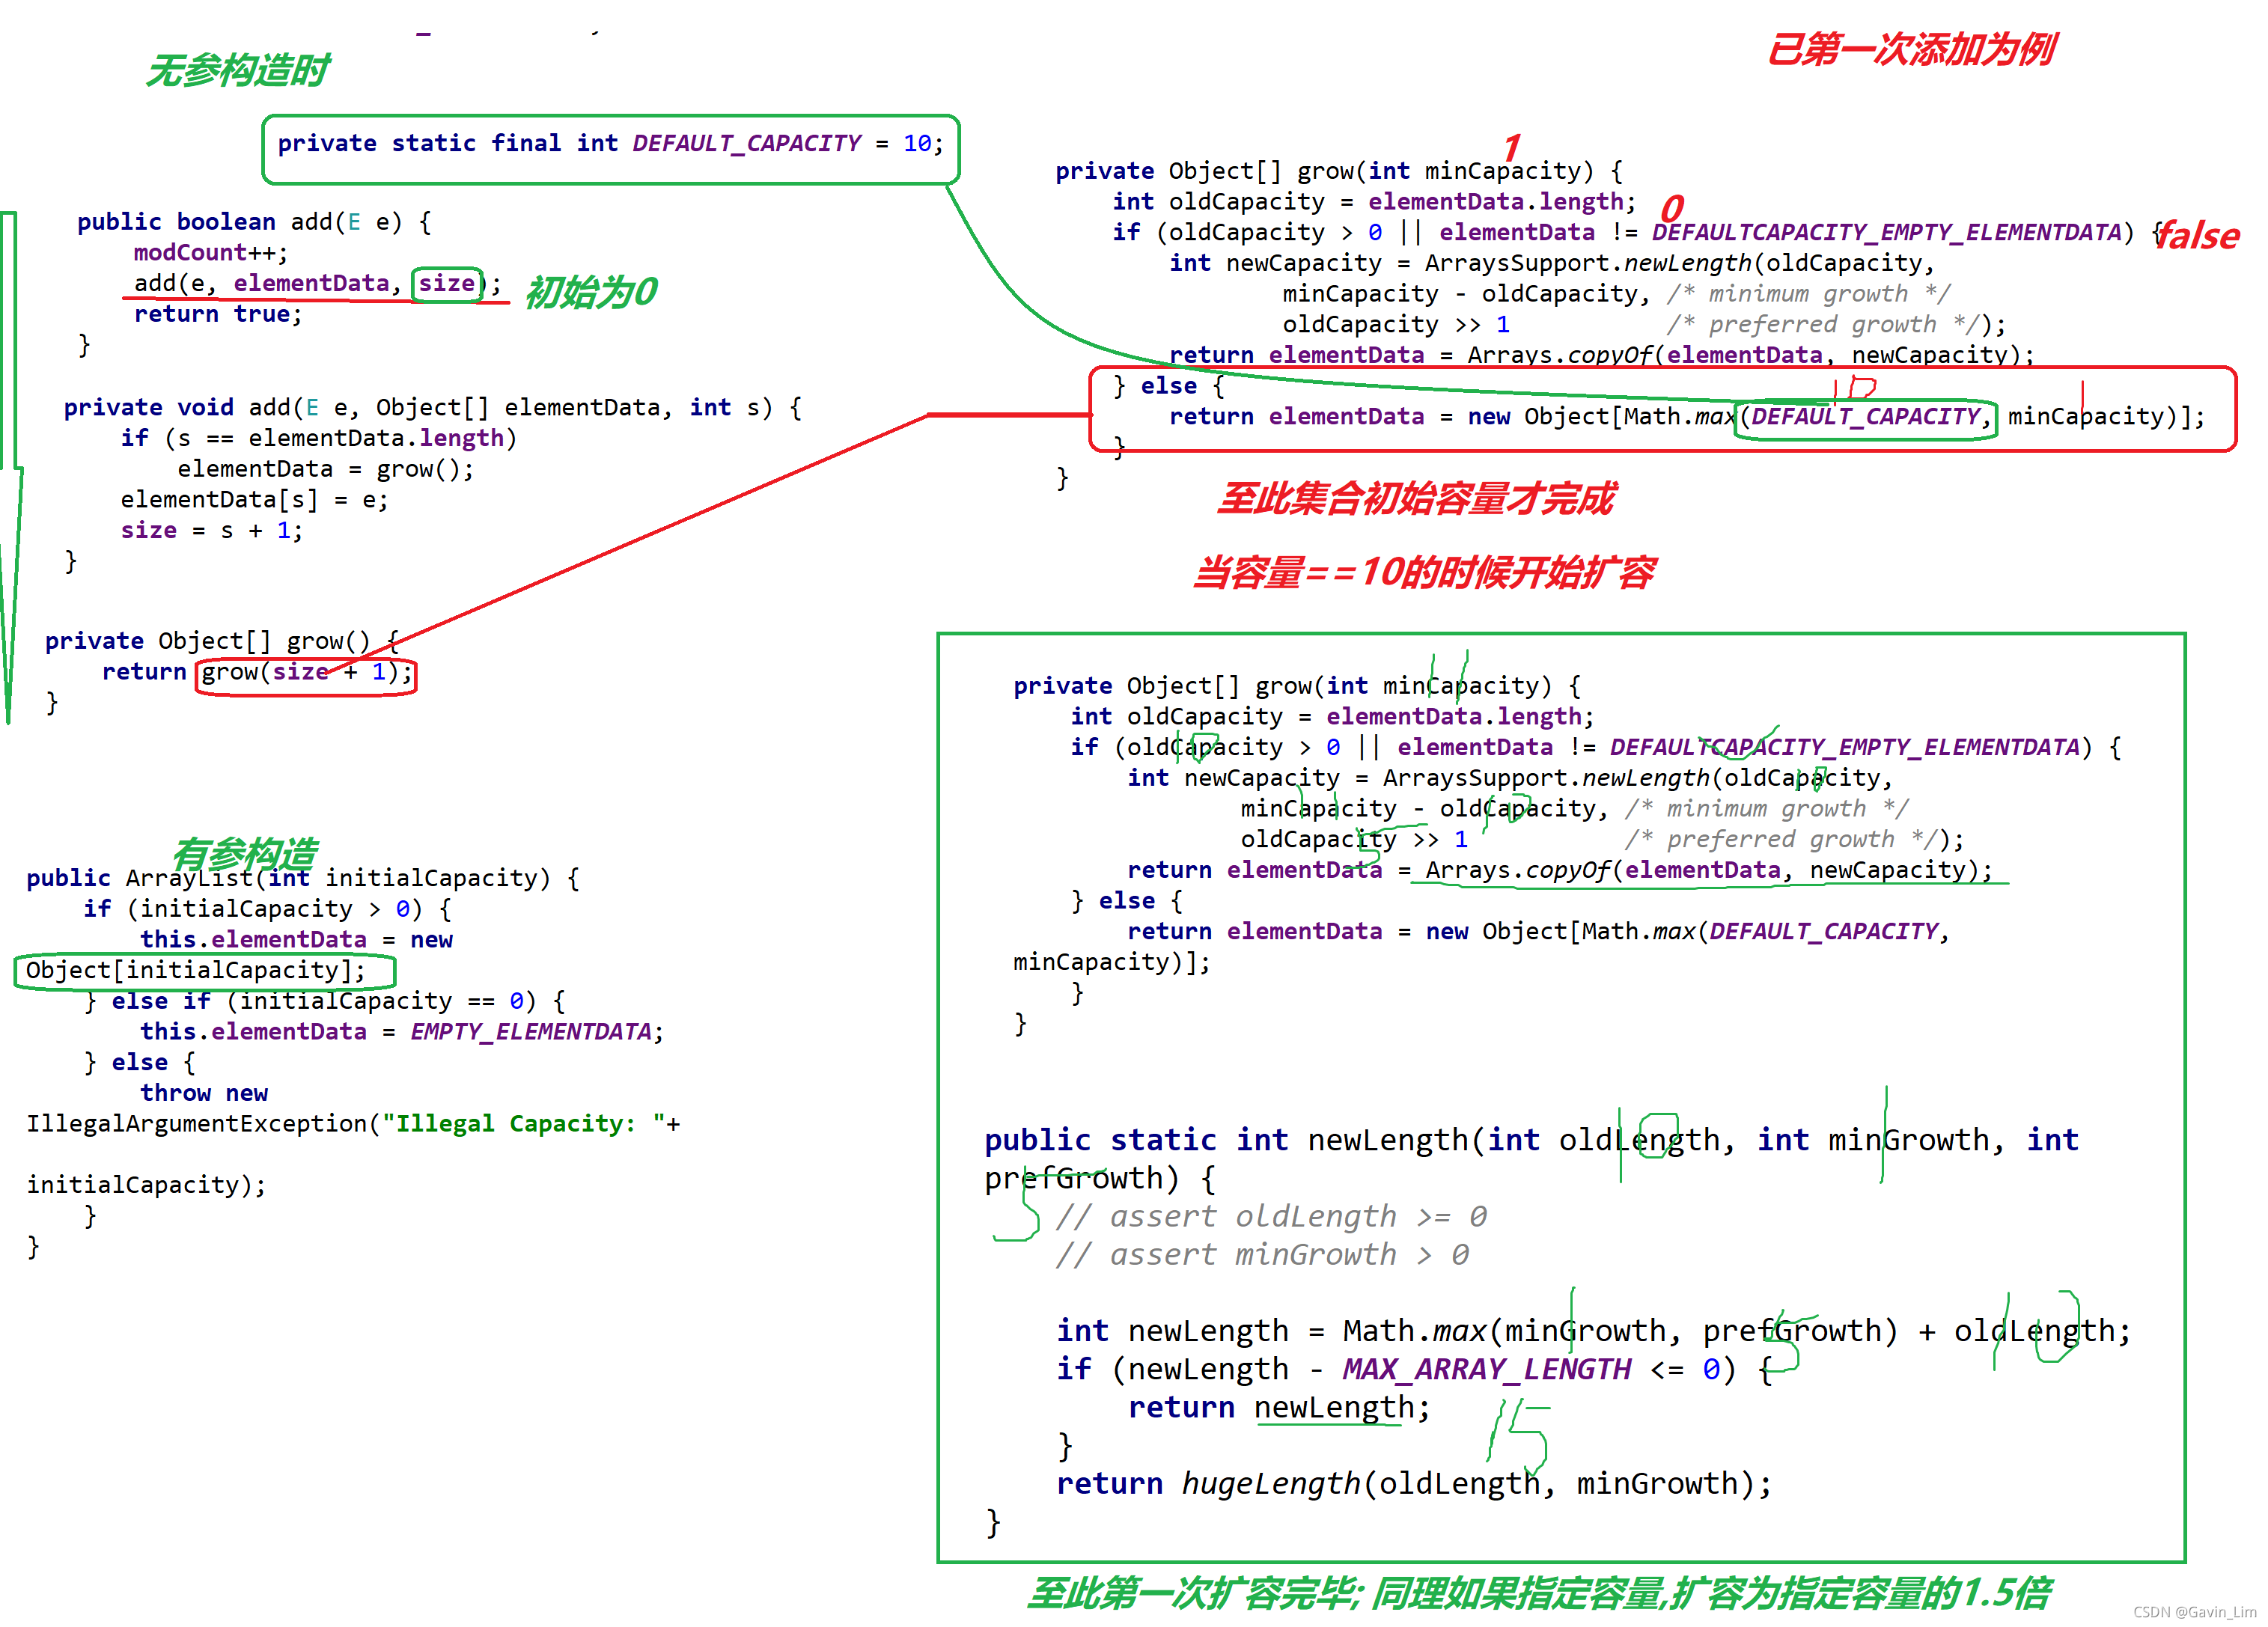 无参构造时
private static final int DEFAULT_CAPACITY = 10;
public boolean add(E e) {
modCount++;
add(e, elementData, size);
初始为0
return true;
}
private void add(E e, Object[] elementData, int s) {
if (s == elementData.length)
elementData = grow();
elementData[s] = e;
size = s + 1;
}
private Object[] grow() {
return grow(size + 1);
}
有参构造
public ArrayList(int initialCapacity) {
if (initialCapacity > 0) {
this.elementData = new
Object[initialCapacity];
} else if (initialCapacity == 0) {
this.elementData = EMPTY_ELEMENTDATA;
} else {
throw new
IllegalArgumentException("Illegal Capacity: "+
initialCapacity);
}
}
已第一次添加为例
1
private Object[] grow(int minCapacity) {
int oldCapacity = elementData.length;
0
if (oldCapacity > 0 || elementData != DEFAULTCAPACITY_EMPTY_ELEMENTDATA) {
false
int newCapacity = ArraysSupport.newLength(oldCapacity,
minCapacity - oldCapacity, /* minimum growth */
oldCapacity >> 1 /* preferred growth */);
return elementData = Arrays.copyOf(elementData, newCapacity);
} else {
10
1
return elementData = new Object[Math.max(DEFAULT_CAPACITY, minCapacity)];
}
}
至此集合初始容量才完成
当容量==10的时候开始扩容
11
private Object[] grow(int minCapacity) {
int oldCapacity = elementData.length;
10
if (oldCapacity > 0 || elementData != DEFAULTCAPACITY_EMPTY_ELEMENTDATA) {
int newCapacity = ArraysSupport.newLength(oldCapacity,
10
minCapacity - oldCapacity, /* minimum growth */
11
10
oldCapacity >> 1 /* preferred growth */);
5
return elementData = Arrays.copyOf(elementData, newCapacity);
} else {
return elementData = new Object[Math.max(DEFAULT_CAPACITY,
minCapacity)];
}
}
public static int newLength(int oldLength, int minGrowth, int
10
1
prefGrowth) {
5
// assert oldLength >= 0
// assert minGrowth > 0
int newLength = Math.max(minGrowth, prefGrowth) + oldLength;
1
5
10
if (newLength - MAX_ARRAY_LENGTH <= 0) {
return newLength;
15
}
return hugeLength(oldLength, minGrowth);
}
至此第一次扩容完毕; 同理如果指定容量,扩容为指定容量的1.5倍
CSDN @Gavin_Lim